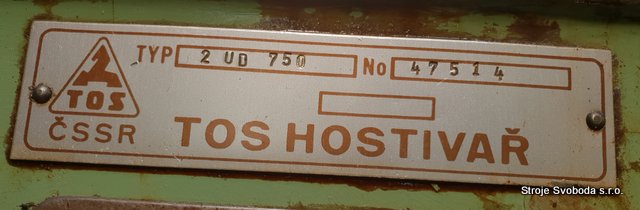 TYP 2 UD 750 No 47514
TOS
ČSSR TOS HOSTIVAŘ
Stroje Svoboda s.r.o.